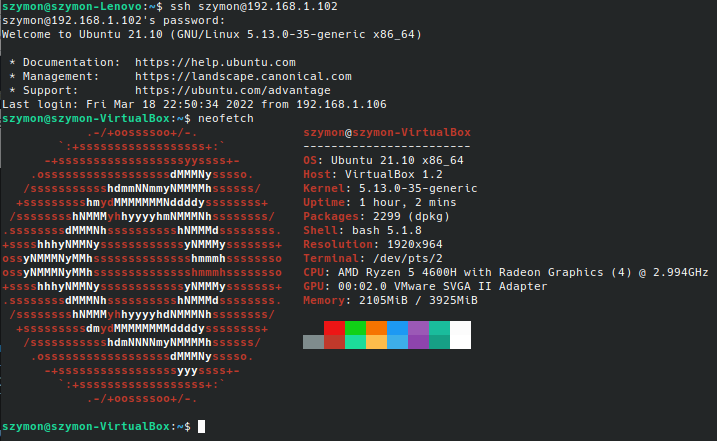 szymon@szymon-Lenovo:~$ ssh szymon@192.168.1.102
szymon@192.168.1.102's password:
Welcome to Ubuntu 21.10 (GNU/Linux 5.13.0-35-generic x86_64)
* Documentation: https://help.ubuntu.com
* Management: https://landscape.canonical.com
* Support: https://ubuntu.com/advantage
Last login: Fri Mar 18 22:50:34 2022 from 192.168.1.106
szymon@szymon-VirtualBox:~$ neofetch
.-/+oossssoo+/-. szymon@szymon-VirtualBox
`:+ssssssssssssssssss+:` ------------------------
-+ssssssssssssssssssyyssss+- OS: Ubuntu 21.10 x86_64
.ossssssssssssssssssdMMMNysssso. Host: VirtualBox 1.2
/ssssssssssshdmmNNmmyNMMMMhssssss/ Kernel: 5.13.0-35-generic
+ssssssssshmydMMMMMMMNddddyssssssss+ Uptime: 1 hour, 2 mins
/sssssssshNMMMyhhyyyyhmNMMMNhssssssss/ Packages: 2299 (dpkg)
.ssssssssdMMMNhsssssssssshNMMMdssssssss. Shell: bash 5.1.8
+sssshhhyNMMNyssssssssssssyNMMMysssssss+ Resolution: 1920x964
ossyNMMMNyMMhsssssssssssssshmmmhssssssso Terminal: /dev/pts/2
ossyNMMMNyMMhsssssssssssssshmmmhssssssso CPU: AMD Ryzen 5 4600H with Radeon Graphics (4) @ 2.994GHz
+sssshhhyNMMNyssssssssssssyNMMMysssssss+ GPU: 00:02.0 VMware SVGA II Adapter
.ssssssssdMMMNhsssssssssshNMMMdssssssss. Memory: 2105MiB / 3925MiB
/sssssssshNMMMyhhyyyyhdNMMMNhssssssss/
+sssssssssdmydMMMMMMMMddddyssssssss+
/ssssssssssshdmNNNNmyNMMMMhssssss/
.ossssssssssssssssssdMMMNysssso.
-+sssssssssssssssssyyyssss+-
`:+ssssssssssssssssss+:`
.-/+oossssoo+/-.
szymon@szymon-VirtualBox:~$